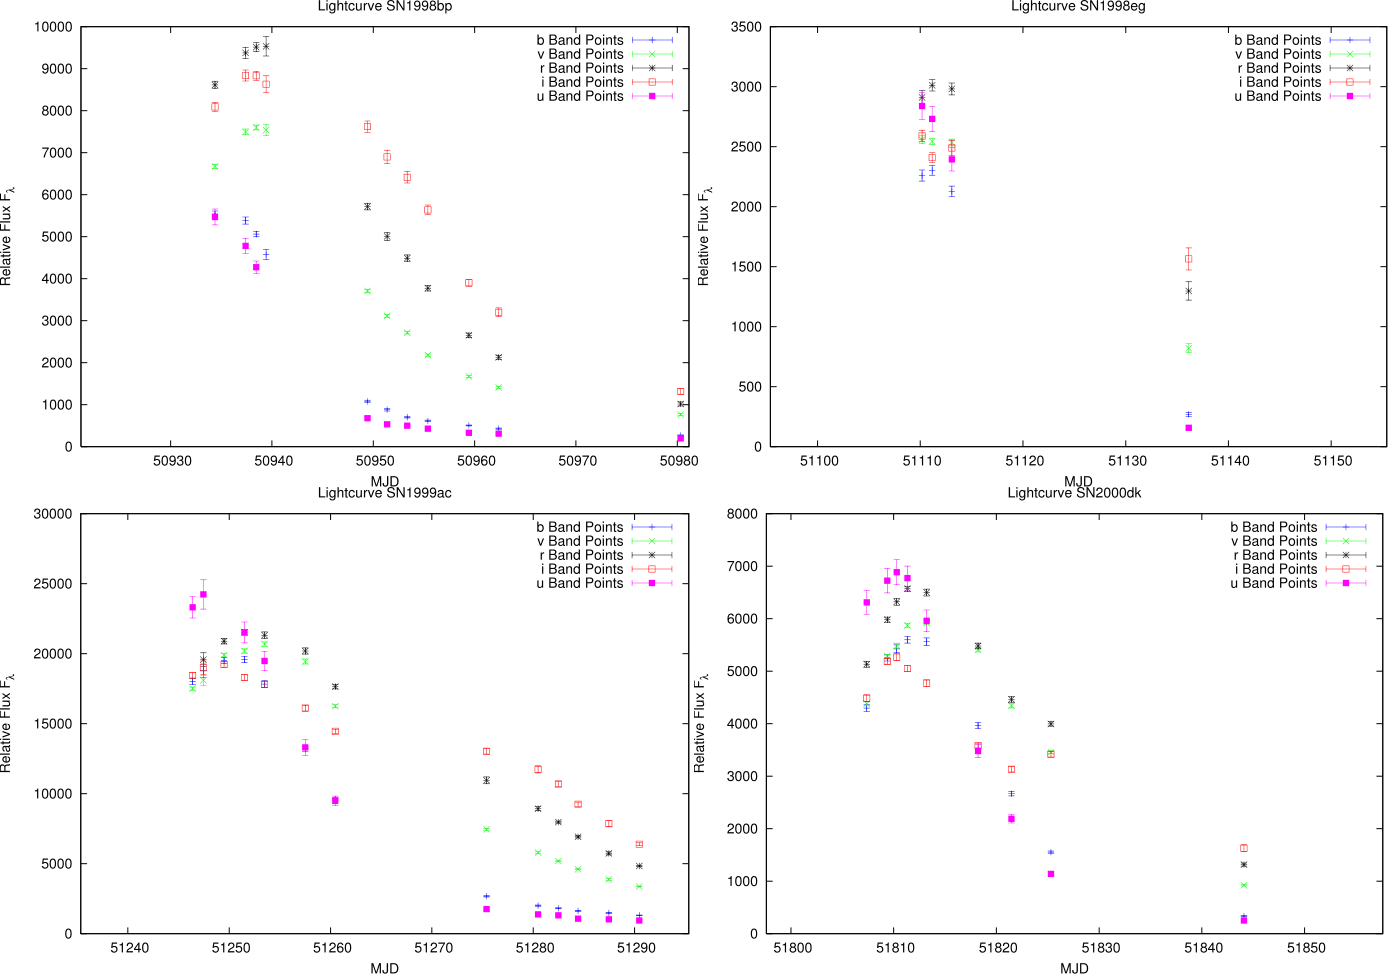 Lightcurve SN1998bp
10000
9000
8000
7000
6000
5000
4000
3000
2000
1000
0
Relative Flux Fλ
b Band Points
v Band Points
r Band Points
i Band Points
u Band Points
50930 50940 50950 50960 50970 50980
MJD
Lightcurve SN1998eg
3500
3000
2500
2000
1500
1000
500
0
Relative Flux Fλ
b Band Points
v Band Points
r Band Points
i Band Points
u Band Points
51100 51110 51120 51130 51140 51150
MJD
Lightcurve SN1999ac
30000
25000
20000
15000
10000
5000
0
Relative Flux Fλ
b Band Points
v Band Points
r Band Points
i Band Points
u Band Points
51240 51250 51260 51270 51280 51290
MJD
Lightcurve SN2000dk
8000
7000
6000
5000
4000
3000
2000
1000
0
Relative Flux Fλ
b Band Points
v Band Points
r Band Points
i Band Points
u Band Points
51800 51810 51820 51830 51840 51850
MJD